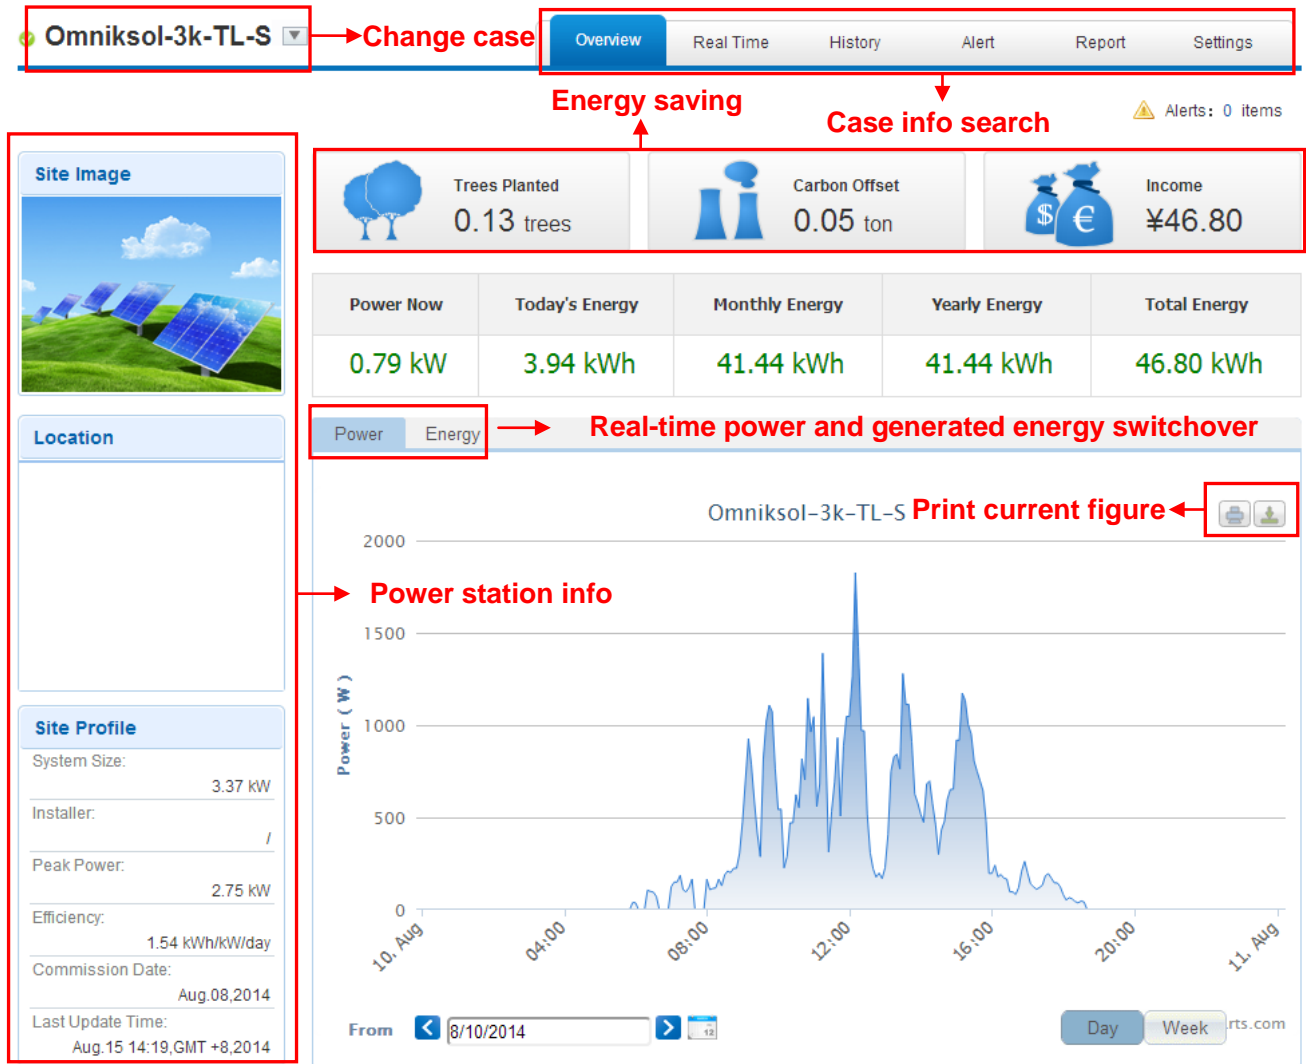 Omniksol-3k-TL-S
Change case
Overview
Real Time
History
Alert
Report
Settings
Energy saving
Case info search
Alerts: 0 items
Site Image
Trees Planted
0.13 trees
Carbon Offset
0.05 ton
$
€
Income
¥46.80
Power Now
Today's Energy
Monthly Energy
Yearly Energy
Total Energy
0.79 kW
3.94 kWh
41.44 kWh
41.44 kWh
46.80 kWh
Location
Power
Energy
Real-time power and generated energy switchover
Omniksol-3k-TL-S
Print current figure
Power station info
2000
1500
1000
500
0
Power ( W )
10. Aug
04:00
08:00
12:00
16:00
20:00
11. Aug
Site Profile
System Size:
3.37 kW
Installer:
/
Peak Power:
2.75 kW
Efficiency:
1.54 kWh/kW/day
Commission Date:
Aug.08,2014
Last Update Time:
Aug.15 14:19,GMT +8,2014
From
8/10/2014
12
Day
Week
rts.com